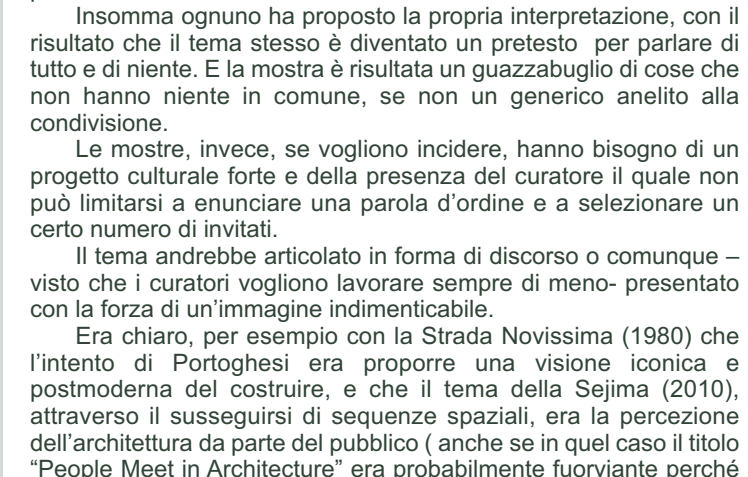 Insomma ognuno ha proposto la propria interpretazione, con il
risultato che il tema stesso è diventato un pretesto  per parlare di
tutto e di niente. E la mostra è risultata un guazzabuglio di cose che
non hanno niente in comune, se non un generico anelito alla
condivisione.
Le mostre, invece, se vogliono incidere, hanno bisogno di un
progetto culturale forte e della presenza del curatore il quale non
può limitarsi a enunciare una parola d’ordine e a selezionare un
certo numero di invitati.
Il tema andrebbe articolato in forma di discorso o comunque –
visto che i curatori vogliono lavorare sempre di meno- presentato
con la forza di un’immagine indimenticabile.
Era chiaro, per esempio con la Strada Novissima (1980) che
l’intento di Portoghesi era proporre una visione iconica e
postmoderna del costruire, e che il tema della Sejima (2010),
attraverso il susseguirsi di sequenze spaziali, era la percezione
dell’architettura da parte del pubblico ( anche se in quel caso il titolo
“People Meet in Architecture” era probabilmente fuorviante perché